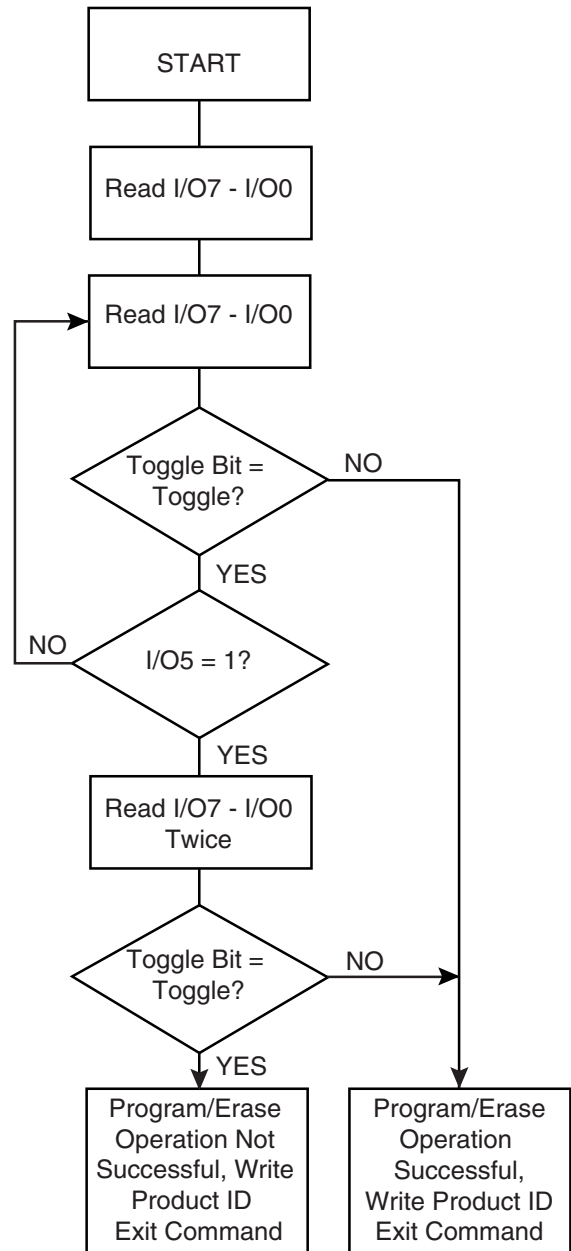 START
Read I/O7 - I/O0
Read I/O7 - I/O0
Toggle Bit =
Toggle?
NO
YES
NO
I/O5 = 1?
YES
Read I/O7 - I/O0
Twice
Toggle Bit =
Toggle?
NO
YES
Program/Erase
Operation Not
Successful, Write
Product ID
Exit Command
Program/Erase
Operation
Successful,
Write Product ID
Exit Command